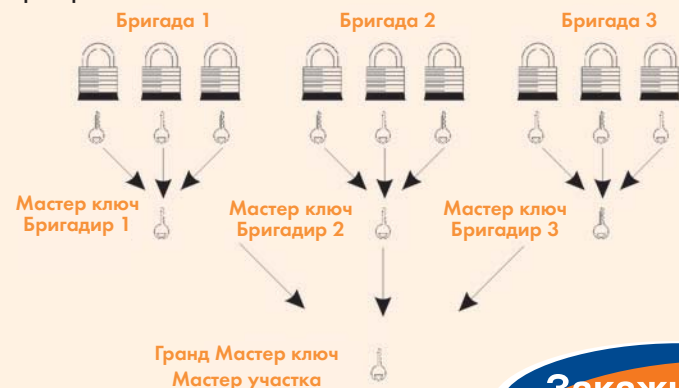 Бригада 1
Бригада 2
Бригада 3
Мастер ключ
Бригадир 1
Мастер ключ
Бригадир 2
Мастер ключ
Бригадир 3
Гранд Мастер ключ
Мастер участка